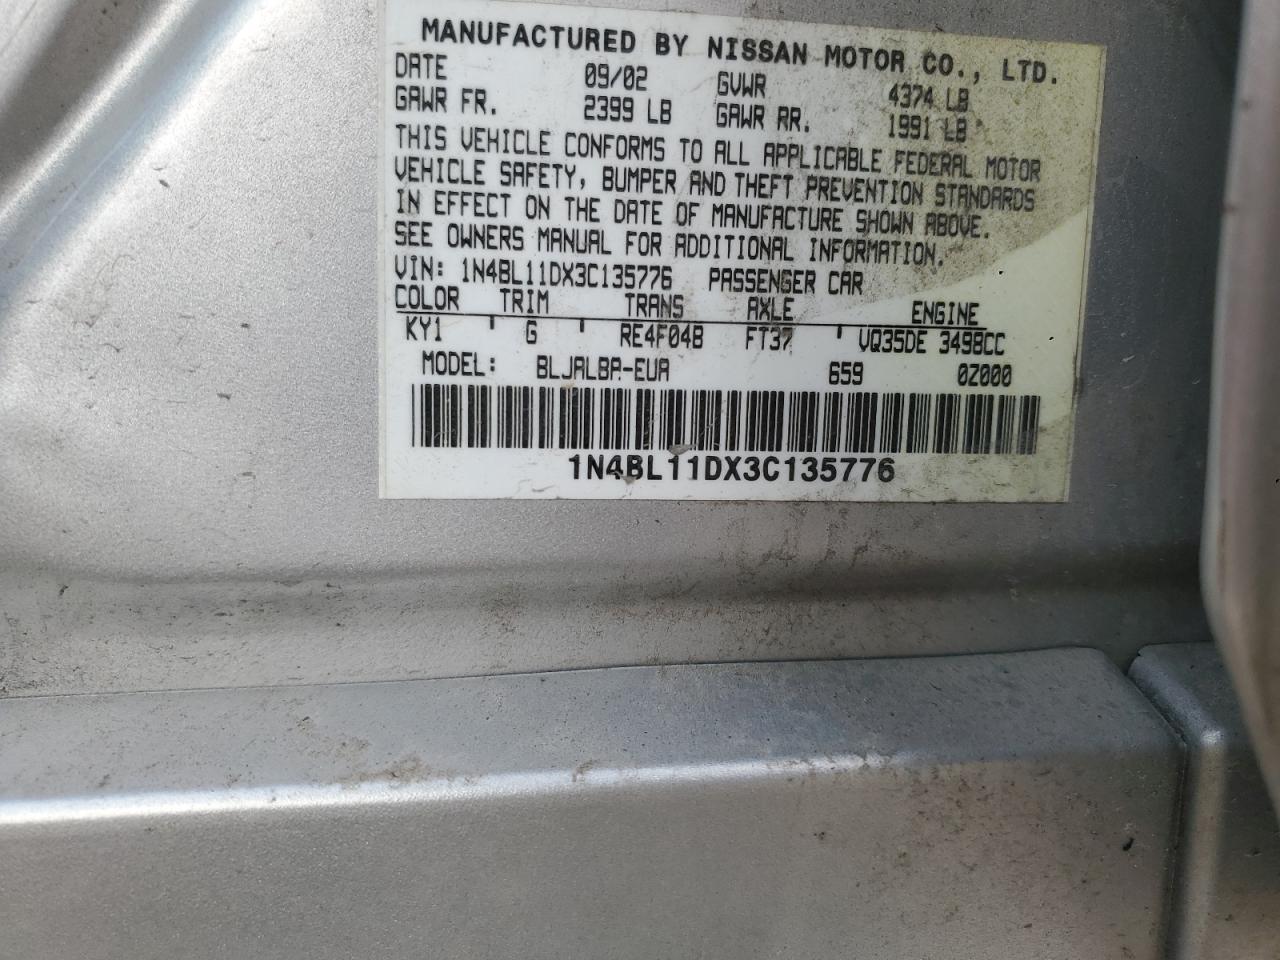 MANUFACTURED BY NISSAN MOTOR CO., LTD.
DATE 09/02 GVWR 4374 LB
GAWR FR. 2399 LB GAWR RR. 1991 LB
THIS VEHICLE CONFORMS TO ALL APPLICABLE FEDERAL MOTOR
VEHICLE SAFETY, BUMPER AND THEFT PREVENTION STANDARDS
IN EFFECT ON THE DATE OF MANUFACTURE SHOWN ABOVE.
SEE OWNERS MANUAL FOR ADDITIONAL INFORMATION.
VIN: 1N4BL11DX3C135776 PASSENGER CAR
COLOR TRIM TRANS AXLE ENGINE
KY1 G RE4F04B FT37 VQ35DE 3498CC
MODEL: BLJALBA-EUA 659 0Z000
1N4BL11DX3C135776